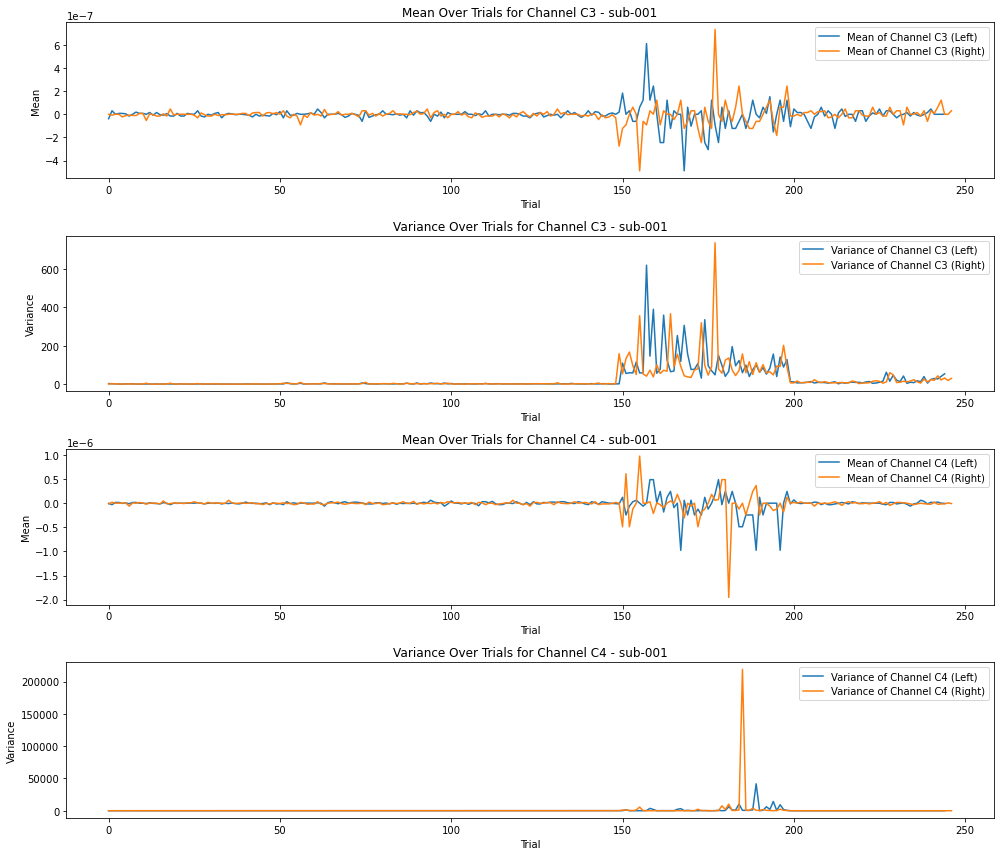 Mean Over Trials for Channel C3 - sub-001
1e−7
Mean of Channel C3 (Left)
Mean of Channel C3 (Right)
6
4
2
0
−2
−4
Mean
0 50 100 150 200 250
Trial
Variance Over Trials for Channel C3 - sub-001
Variance of Channel C3 (Left)
Variance of Channel C3 (Right)
600
400
200
0
Variance
0 50 100 150 200 250
Trial
Mean Over Trials for Channel C4 - sub-001
1e−6
Mean of Channel C4 (Left)
Mean of Channel C4 (Right)
1.0
0.5
0.0
−0.5
−1.0
−1.5
−2.0
Mean
0 50 100 150 200 250
Trial
Variance Over Trials for Channel C4 - sub-001
Variance of Channel C4 (Left)
Variance of Channel C4 (Right)
200000
150000
100000
50000
0
Variance
0 50 100 150 200 250
Trial